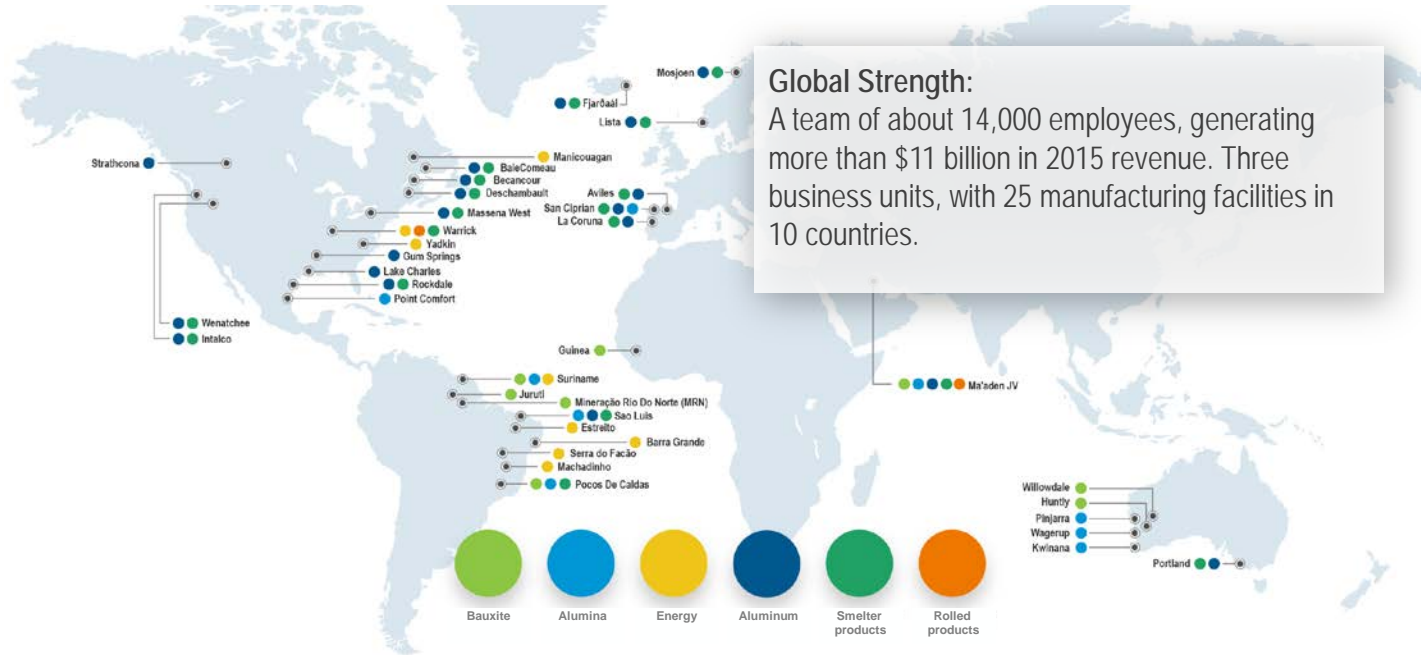 Global Strength:
A team of about 14,000 employees, generating
more than $11 billion in 2015 revenue. Three
business units, with 25 manufacturing facilities in
10 countries.
Mosjoen
Fjarðaál
Lista
Strathcona
Manicouagan
BaieComeau
Becancour
Deschambault
Massena West
Warrick
Yadkin
Gum Springs
Lake Charles
Rockdale
Point Comfort
Wenatchee
Intalco
Aviles
San Ciprian
La Coruna
Guinea
Suriname
Juruti
Mineração Rio Do Norte (MRN)
Sao Luis
Estreito
Barra Grande
Serra do Facão
Machadinho
Pocos De Caldas
Ma'aden JV
Willowdale
Huntly
Pinjarra
Wagerup
Kwinana
Portland
Bauxite
Alumina
Energy
Aluminum
Smelter
products
Rolled
products